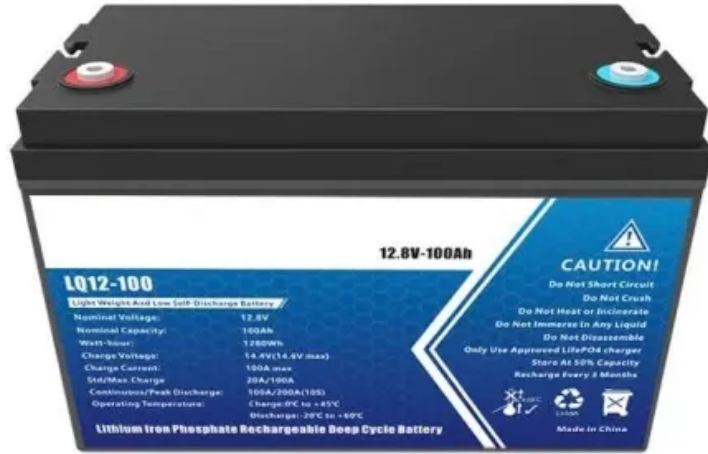 12.8V-100Ah
LQ12-100
Light Weight And Low Self-Discharge Battery
Nominal Voltage: 12.8V
Nominal Capacity: 100Ah
Watt-hour: 1280Wh
Charge Voltage: 14.4V(14.6V max)
Charge Current: 100A max
Std/Max.Charge 20A/100A
Continuous/Peak Discharge: 100A/200A(10S)
Operating Temperature: Charge:0℃ to +45℃
Discharge:-20℃ to +60℃
Lithium Iron Phosphate Rechargeable Deep Cycle Battery
CAUTION!
Do Not Short Circuit
Do Not Crush
Do Not Heat or Incinerate
Do Not Immerse In Any Liquid
Do Not Disassemble
Only Use Approved LifePO4 charger
Store At 50% Capacity
Recharge Every 3 Months
Li-ion
Made in China